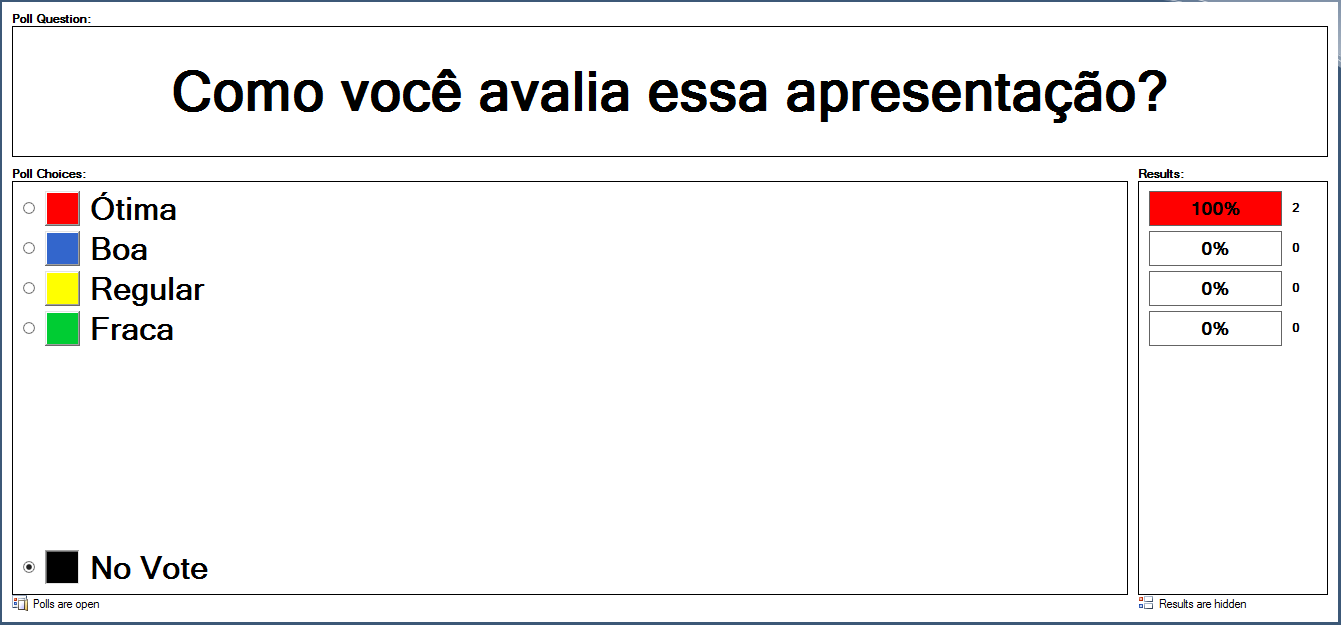 Poll Question:
Como você avalia essa apresentação?
Poll Choices:
Results:
Ótima
100% 2
Boa
0% 0
Regular
0% 0
Fraca
0% 0
No Vote
Polls are open
Results are hidden